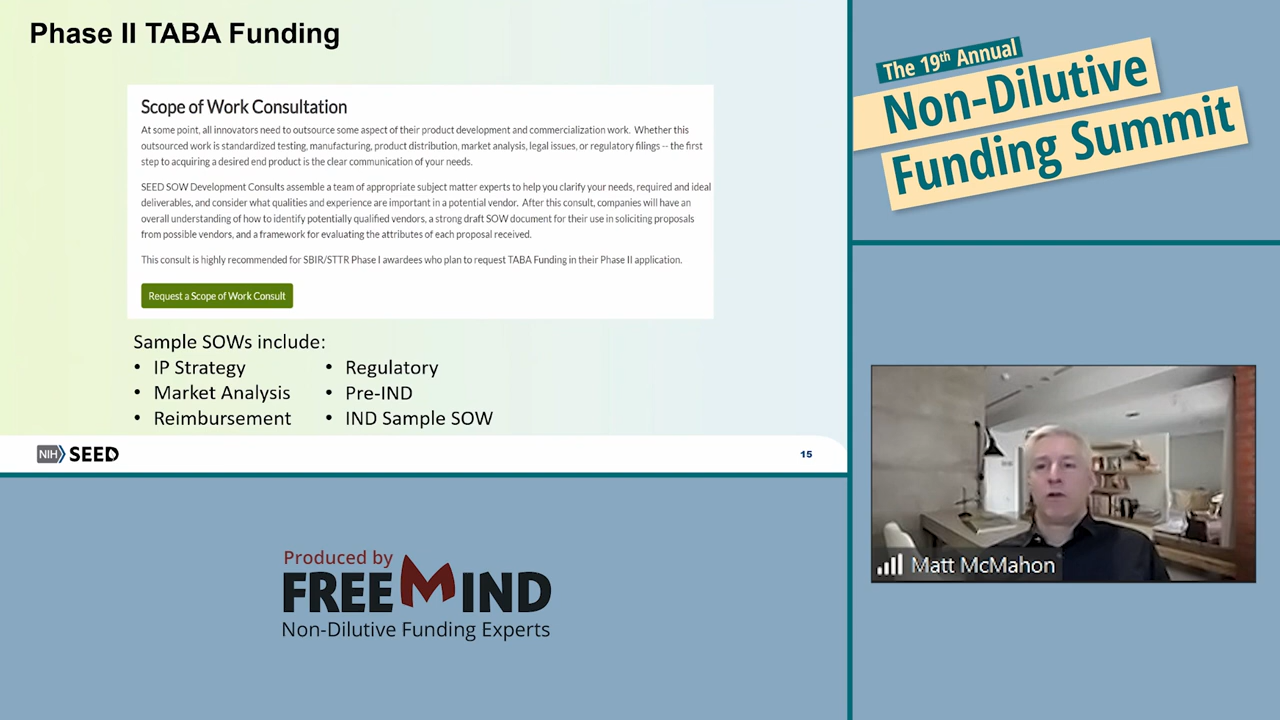 Phase II TABA Funding
Scope of Work Consultation
At some point, all innovators need to outsource some aspect of their product development and commercialization work. Whether this
outsourced work is standardized testing, manufacturing, product distribution, market analysis, legal issues, or regulatory filings -- the first
step to acquiring a desired end product is the clear communication of your needs.
SEED SOW Development Consults assemble a team of appropriate subject matter experts to help you clarify your needs, required and ideal
deliverables, and consider what qualities and experience are important in a potential vendor. After this consult, companies will have an
overall understanding of how to identify potentially qualified vendors, a strong draft SOW document for their use in soliciting proposals
from possible vendors, and a framework for evaluating the attributes of each proposal received.
This consult is highly recommended for SBIR/STTR Phase I awardees who plan to request TABA Funding in their Phase II application.
Request a Scope of Work Consult
Sample SOWs include:
• IP Strategy
• Market Analysis
• Reimbursement
• Regulatory
• Pre-IND
• IND Sample SOW
NIH SEED
15
The 19th Annual
Non-Dilutive
Funding Summit
Matt McMahon
Produced by
FREEMIND
Non-Dilutive Funding Experts